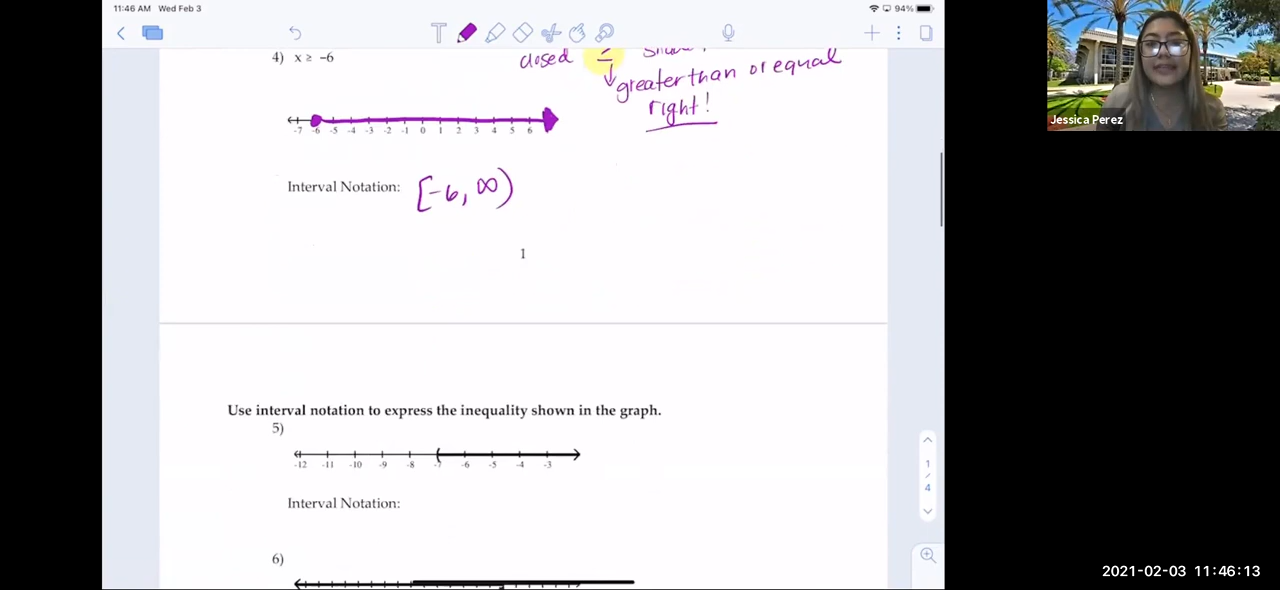 11:46 AM Wed Feb 3
94%
4) x ≥ -6
closed ≥
greater than or equal
right!
-7 -6 -5 -4 -3 -2 -1 0 1 2 3 4 5 6
Interval Notation: [-6, ∞)
1
Use interval notation to express the inequality shown in the graph.
5)
-12 -11 -10 -9 -8 -7 -6 -5 -4 -3
Interval Notation:
6)
1
/
4
Jessica Perez
2021-02-03 11:46:13